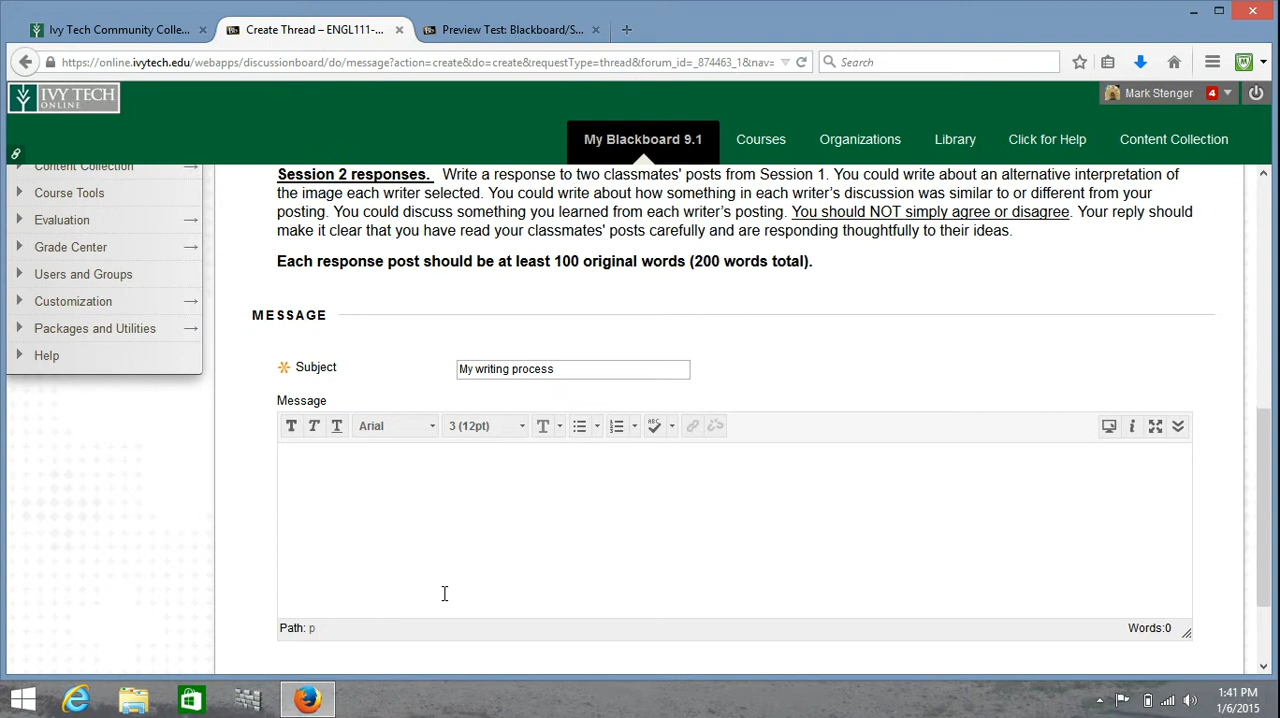 Ivy Tech Community Colle...
Create Thread – ENGL111-...
Preview Test: Blackboard/S...
https://online.ivytech.edu/webapps/discussionboard/do/message?action=create&do=create&requestType=thread&forum_id=_874463_1&nav=
Search
IVY TECH
ONLINE
Mark Stenger 4
My Blackboard 9.1 Courses Organizations Library Click for Help Content Collection
Content Collection
Course Tools
Evaluation
Grade Center
Users and Groups
Customization
Packages and Utilities
Help
Session 2 responses. Write a response to two classmates' posts from Session 1. You could write about an alternative interpretation of
the image each writer selected. You could write about how something in each writer's discussion was similar to or different from your
posting. You could discuss something you learned from each writer's posting. You should NOT simply agree or disagree. Your reply should
make it clear that you have read your classmates' posts carefully and are responding thoughtfully to their ideas.
Each response post should be at least 100 original words (200 words total).
MESSAGE
Subject My writing process
Message
T T T Arial 3 (12pt) T ABC i
Path: p Words:0
1:41 PM
1/6/2015